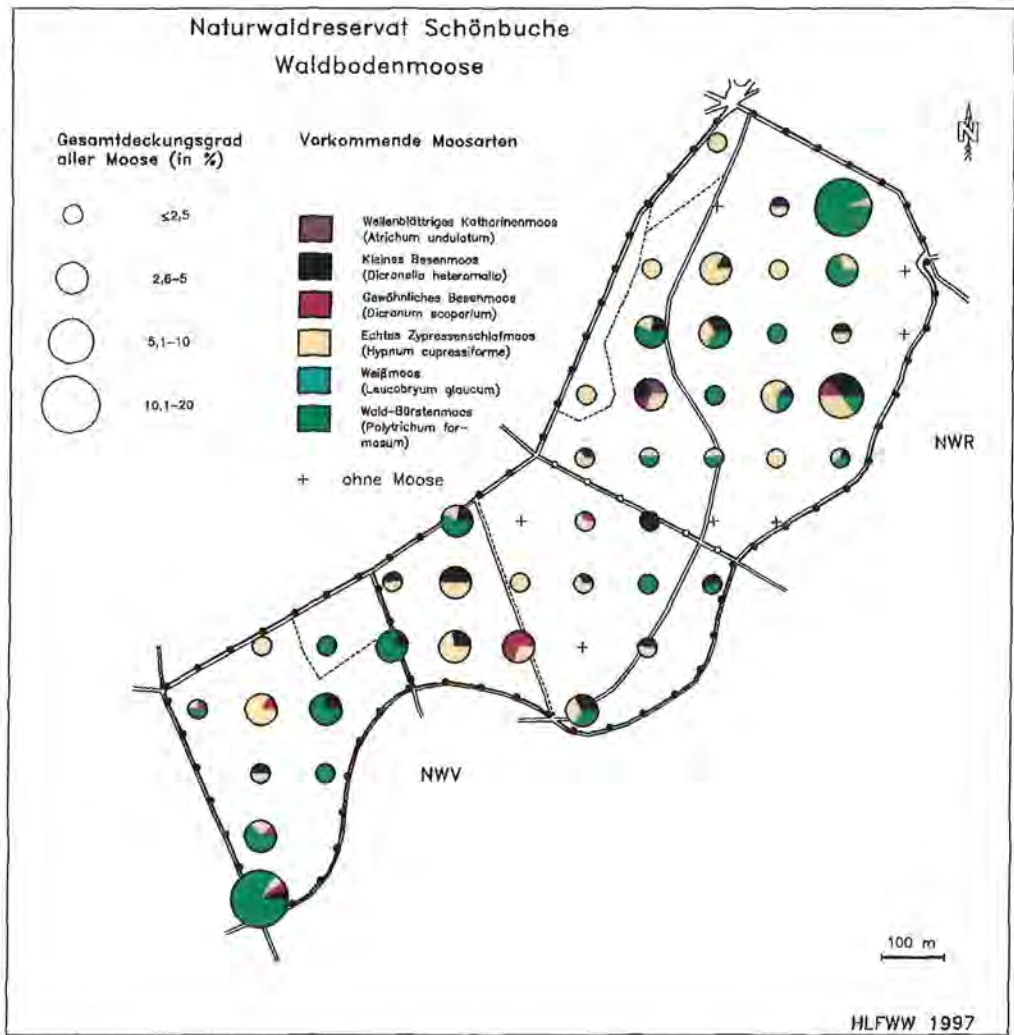 Naturwaldreservat Schönbuche
Waldbodenmoose
Gesamtdeckungsgrad
aller Moose (in %)
≤2,5
2,6–5
5,1–10
10,1–20
Vorkommende Moosarten
Wellenblättriges Katharinenmoos
(Atrichum undulatum)
Kleines Besenmoos
(Dicranella heteromalla)
Gewöhnliches Besenmoos
(Dicranum scoparium)
Echtes Zypressenschlafmoos
(Hypnum cupressiforme)
Weißmoos
(Leucobryum glaucum)
Wald-Bürstenmoos
(Polytrichum for-
mosum)
+ ohne Moose
N
NWR
NWV
100 m
HLFWW 1997